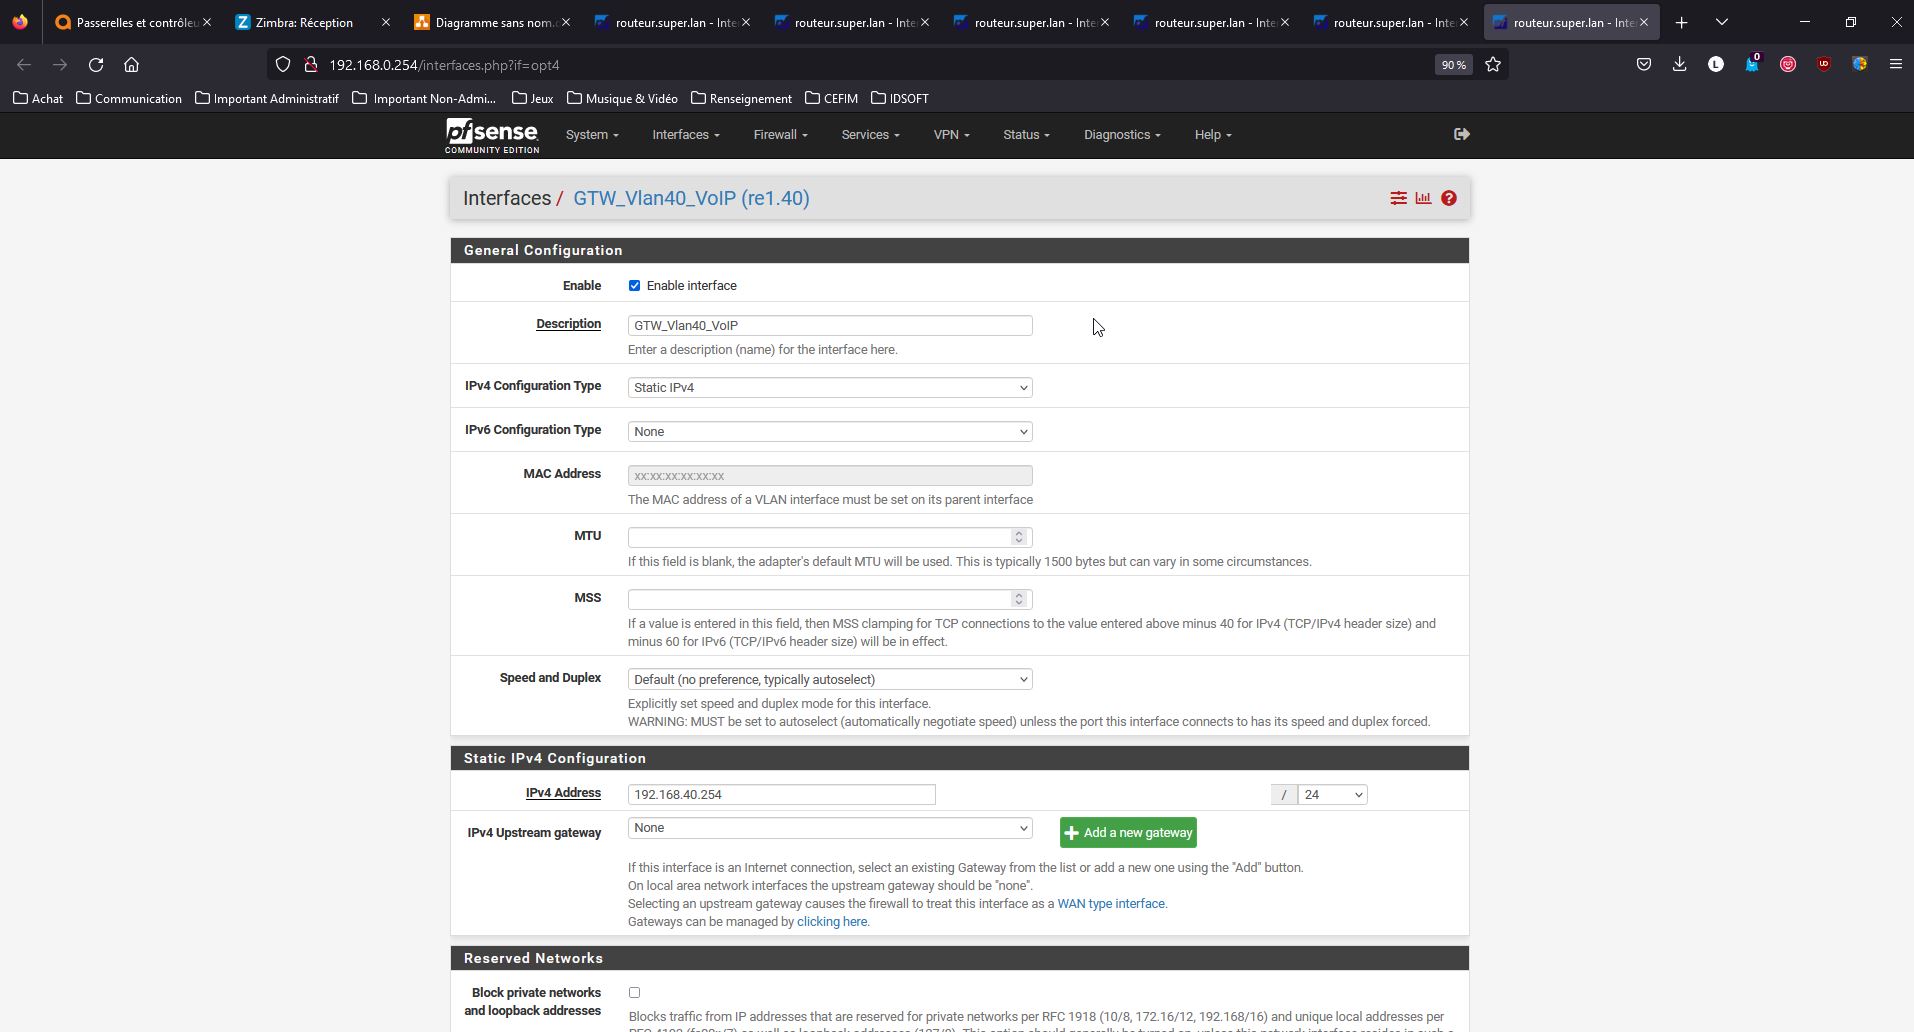 Passerelles et contrôleu
Zimbra: Réception
Diagramme sans nom.
routeur.super.lan - Inte
routeur.super.lan - Inte
routeur.super.lan - Inte
routeur.super.lan - Inte
routeur.super.lan - Inte
routeur.super.lan - Inte
192.168.0.254/interfaces.php?if=opt4
90 %
0
Achat
Communication
Important Administratif
Important Non-Admi...
Jeux
Musique & Vidéo
Renseignement
CEFIM
IDSOFT
pfsense
COMMUNITY EDITION
System
Interfaces
Firewall
Services
VPN
Status
Diagnostics
Help
Interfaces / GTW_Vlan40_VoIP (re1.40)
General Configuration
Enable
Enable interface
Description
GTW_Vlan40_VoIP
Enter a description (name) for the interface here.
IPv4 Configuration Type
Static IPv4
IPv6 Configuration Type
None
MAC Address
xx:xx:xx:xx:xx:xx
The MAC address of a VLAN interface must be set on its parent interface
MTU
If this field is blank, the adapter's default MTU will be used. This is typically 1500 bytes but can vary in some circumstances.
MSS
If a value is entered in this field, then MSS clamping for TCP connections to the value entered above minus 40 for IPv4 (TCP/IPv4 header size) and
minus 60 for IPv6 (TCP/IPv6 header size) will be in effect.
Speed and Duplex
Default (no preference, typically autoselect)
Explicitly set speed and duplex mode for this interface.
WARNING: MUST be set to autoselect (automatically negotiate speed) unless the port this interface connects to has its speed and duplex forced.
Static IPv4 Configuration
IPv4 Address
192.168.40.254
/ 24
IPv4 Upstream gateway
None
Add a new gateway
If this interface is an Internet connection, select an existing Gateway from the list or add a new one using the "Add" button.
On local area network interfaces the upstream gateway should be "none".
Selecting an upstream gateway causes the firewall to treat this interface as a WAN type interface.
Gateways can be managed by clicking here.
Reserved Networks
Block private networks
and loopback addresses
Blocks traffic from IP addresses that are reserved for private networks per RFC 1918 (10/8, 172.16/12, 192.168/16) and unique local addresses per